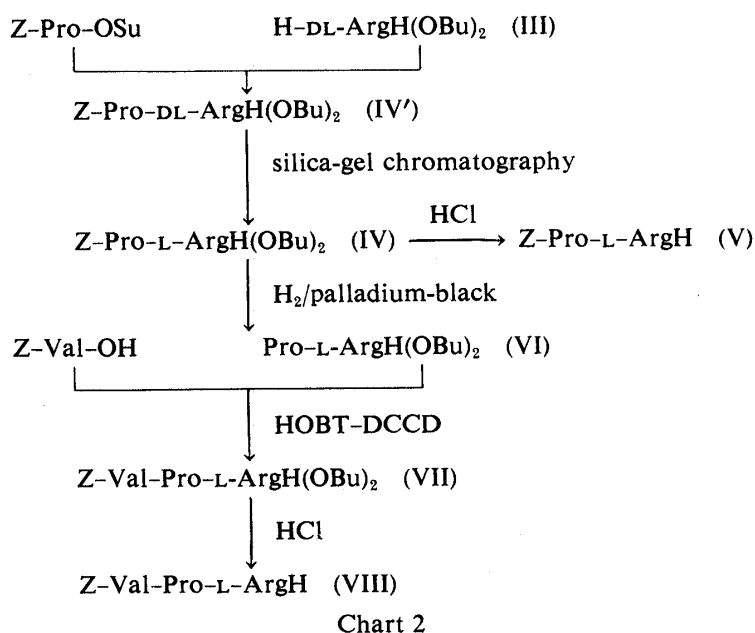 Z–Pro–OSu H–DL–ArgH(OBu)₂ (III)
Z–Pro–DL–ArgH(OBu)₂ (IV′)
silica-gel chromatography
HCl
Z–Pro–L–ArgH(OBu)₂ (IV) Z–Pro–L–ArgH (V)
H₂/palladium-black
Z–Val–OH Pro–L–ArgH(OBu)₂ (VI)
HOBT–DCCD
Z–Val–Pro–L–ArgH(OBu)₂ (VII)
HCl
Z–Val–Pro–L–ArgH (VIII)
Chart 2